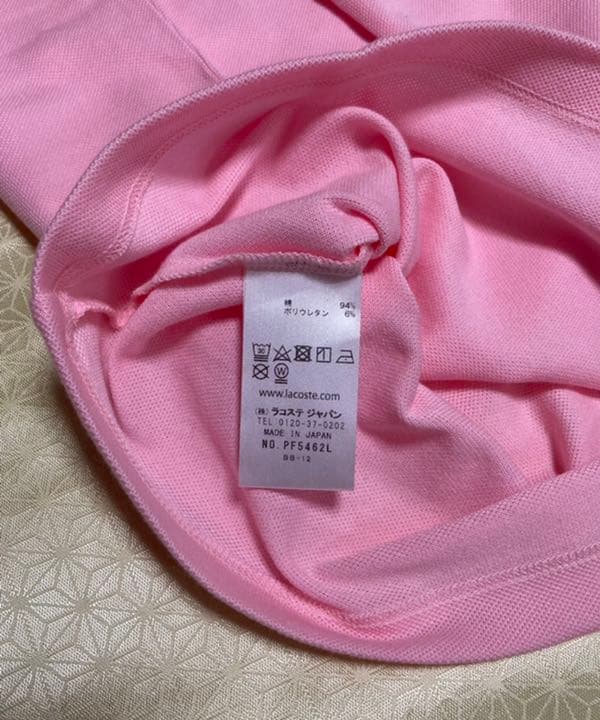 綿 94%
ポリウレタン 6%
30
W
www.lacoste.com
(株) ラコステ ジャパン
TEL 0120-37-0202
MADE IN JAPAN
NO. PF5462L
BB-12